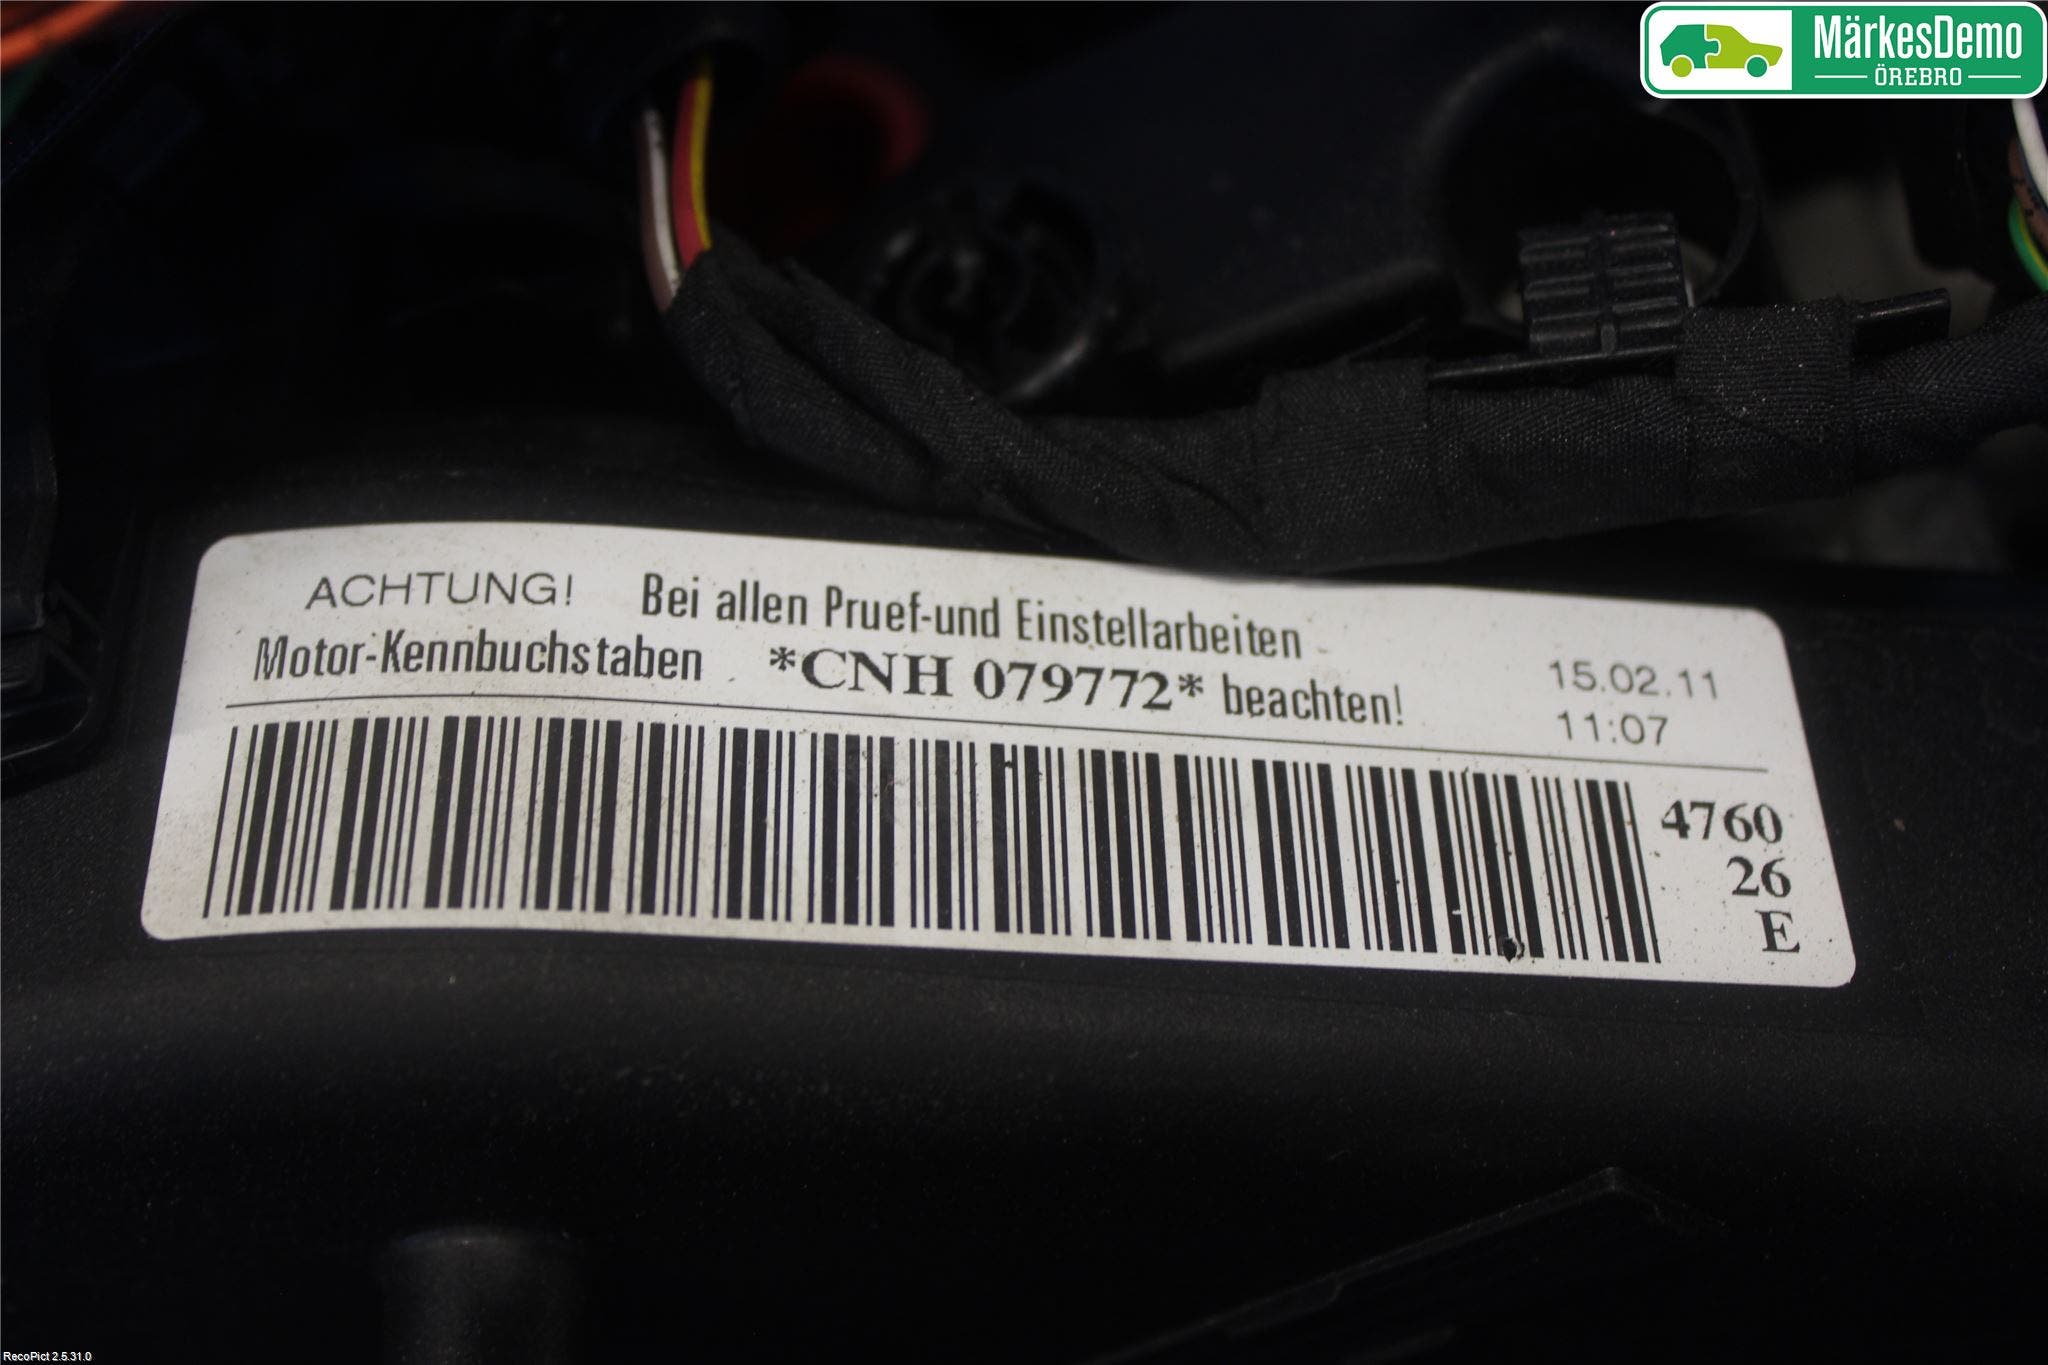 MärkesDemo
ÖREBRO
ACHTUNG! Bei allen Pruef-und Einstellarbeiten
Motor-Kennbuchstaben *CNH 079772* beachten!
15.02.11
11:07
4760
26
E
RecoPict 2.5.31.0